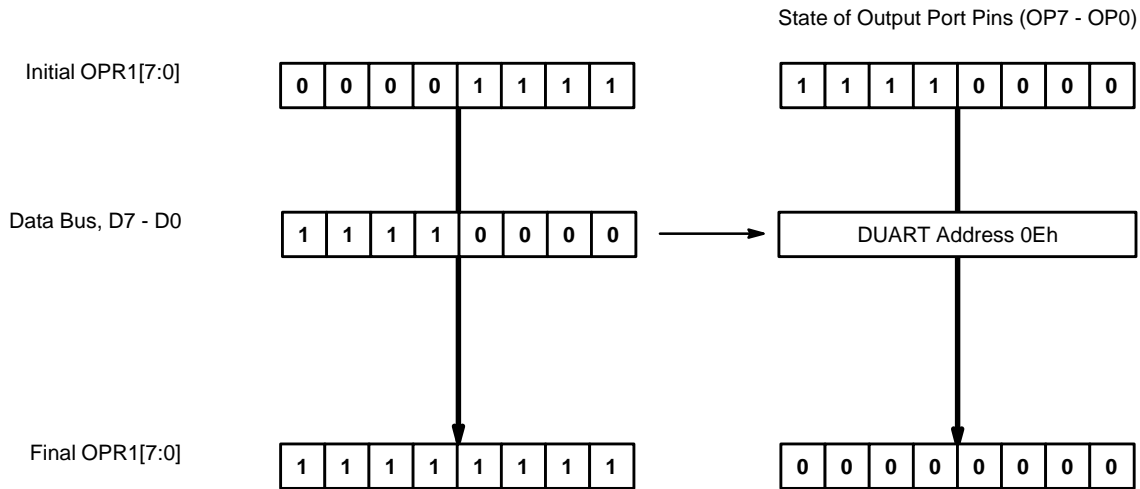 State of Output Port Pins (OP7 - OP0)
Initial OPR1[7:0] 0 0 0 0 1 1 1 1 1 1 1 1 0 0 0 0
Data Bus, D7 - D0 1 1 1 1 0 0 0 0 DUART Address 0Eh
Final OPR1[7:0] 1 1 1 1 1 1 1 1 0 0 0 0 0 0 0 0